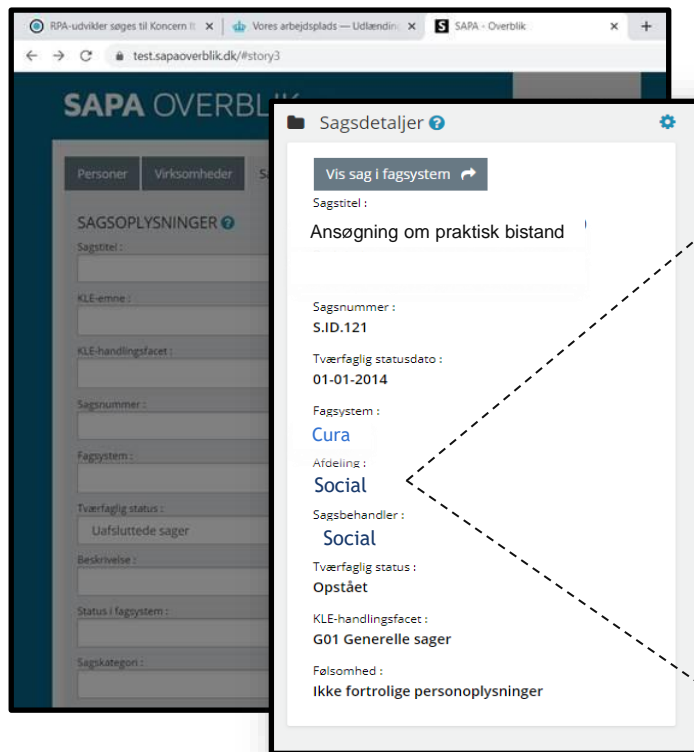 RPA-udvikler søges til Koncern It
Vores arbejdsplads — Udlændin
SAPA - Overblik
test.sapaoverblik.dk/#story3
SAPA OVERBLIK
Personer
Virksomheder
SAGSOPLYSNINGER
Sagstitel :
KLE-emne :
KLE-handlingsfacet :
Sagsnummer :
Fagsystem :
Tværfaglig status :
Uafsluttede sager
Beskrivelse :
Status i fagsystem :
Sagskategori :
Sagsdetaljer
Vis sag i fagsystem
Sagstitel :
Ansøgning om praktisk bistand
Sagsnummer :
S.ID.121
Tværfaglig statusdato :
01-01-2014
Fagsystem :
Cura
Afdeling :
Social
Sagsbehandler :
Social
Tværfaglig status :
Opstået
KLE-handlingsfacet :
G01 Generelle sager
Følsomhed :
Ikke fortrolige personoplysninger